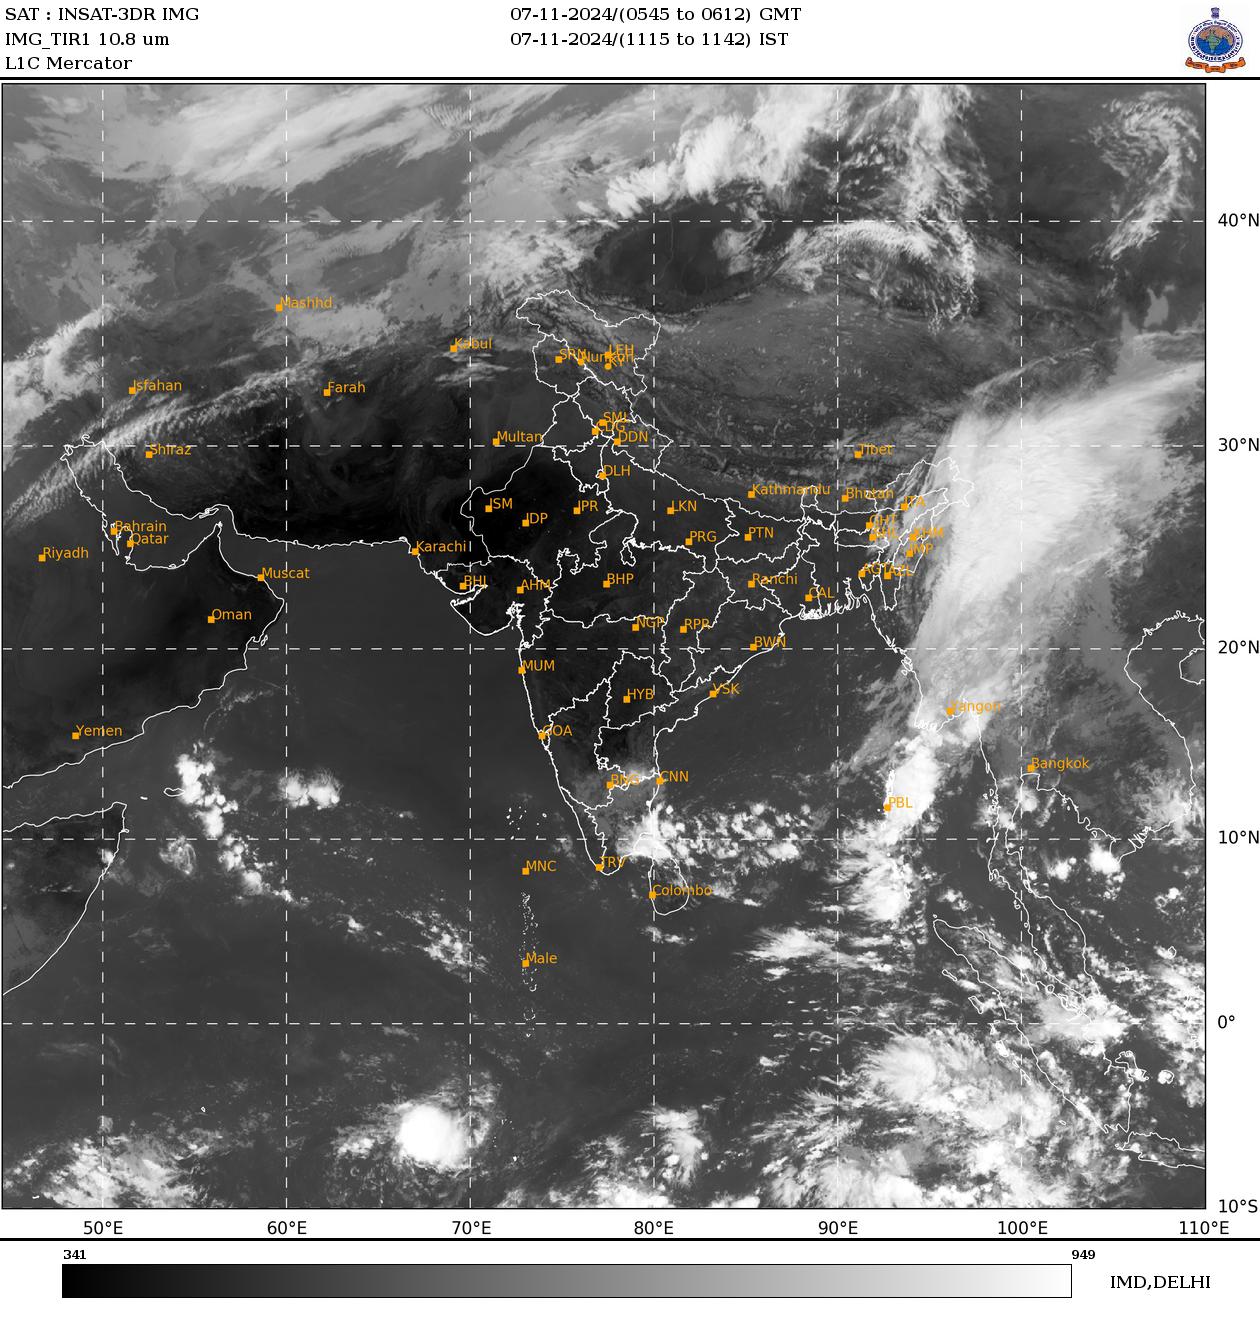 SAT : INSAT-3DR IMG
07-11-2024/(0545 to 0612) GMT
IMG_TIR1 10.8 um
07-11-2024/(1115 to 1142) IST
L1C Mercator
40°N
Mashhd
Kabul
LEH
SRN
Nunkun
Isfahan
Farah
SML
Multan
DDN
30°N
Shiraz
Tibet
DLH
Kathmandu
Bhutan
JSM
JPR
LKN
ITA
JDP
Bahrain
PRG
PTN
Qatar
Karachi
Riyadh
Muscat
BHJ
AHM
BHP
Ranchi
CAL
Oman
NGP
RPR
BWN
20°N
MUM
HYB
VSK
Yangon
Yemen
GOA
Bangkok
BNG
CNN
PBL
10°N
MNC
TRV
Colombo
Male
0°
10°S
50°E
60°E
70°E
80°E
90°E
100°E
110°E
341
949
IMD,DELHI